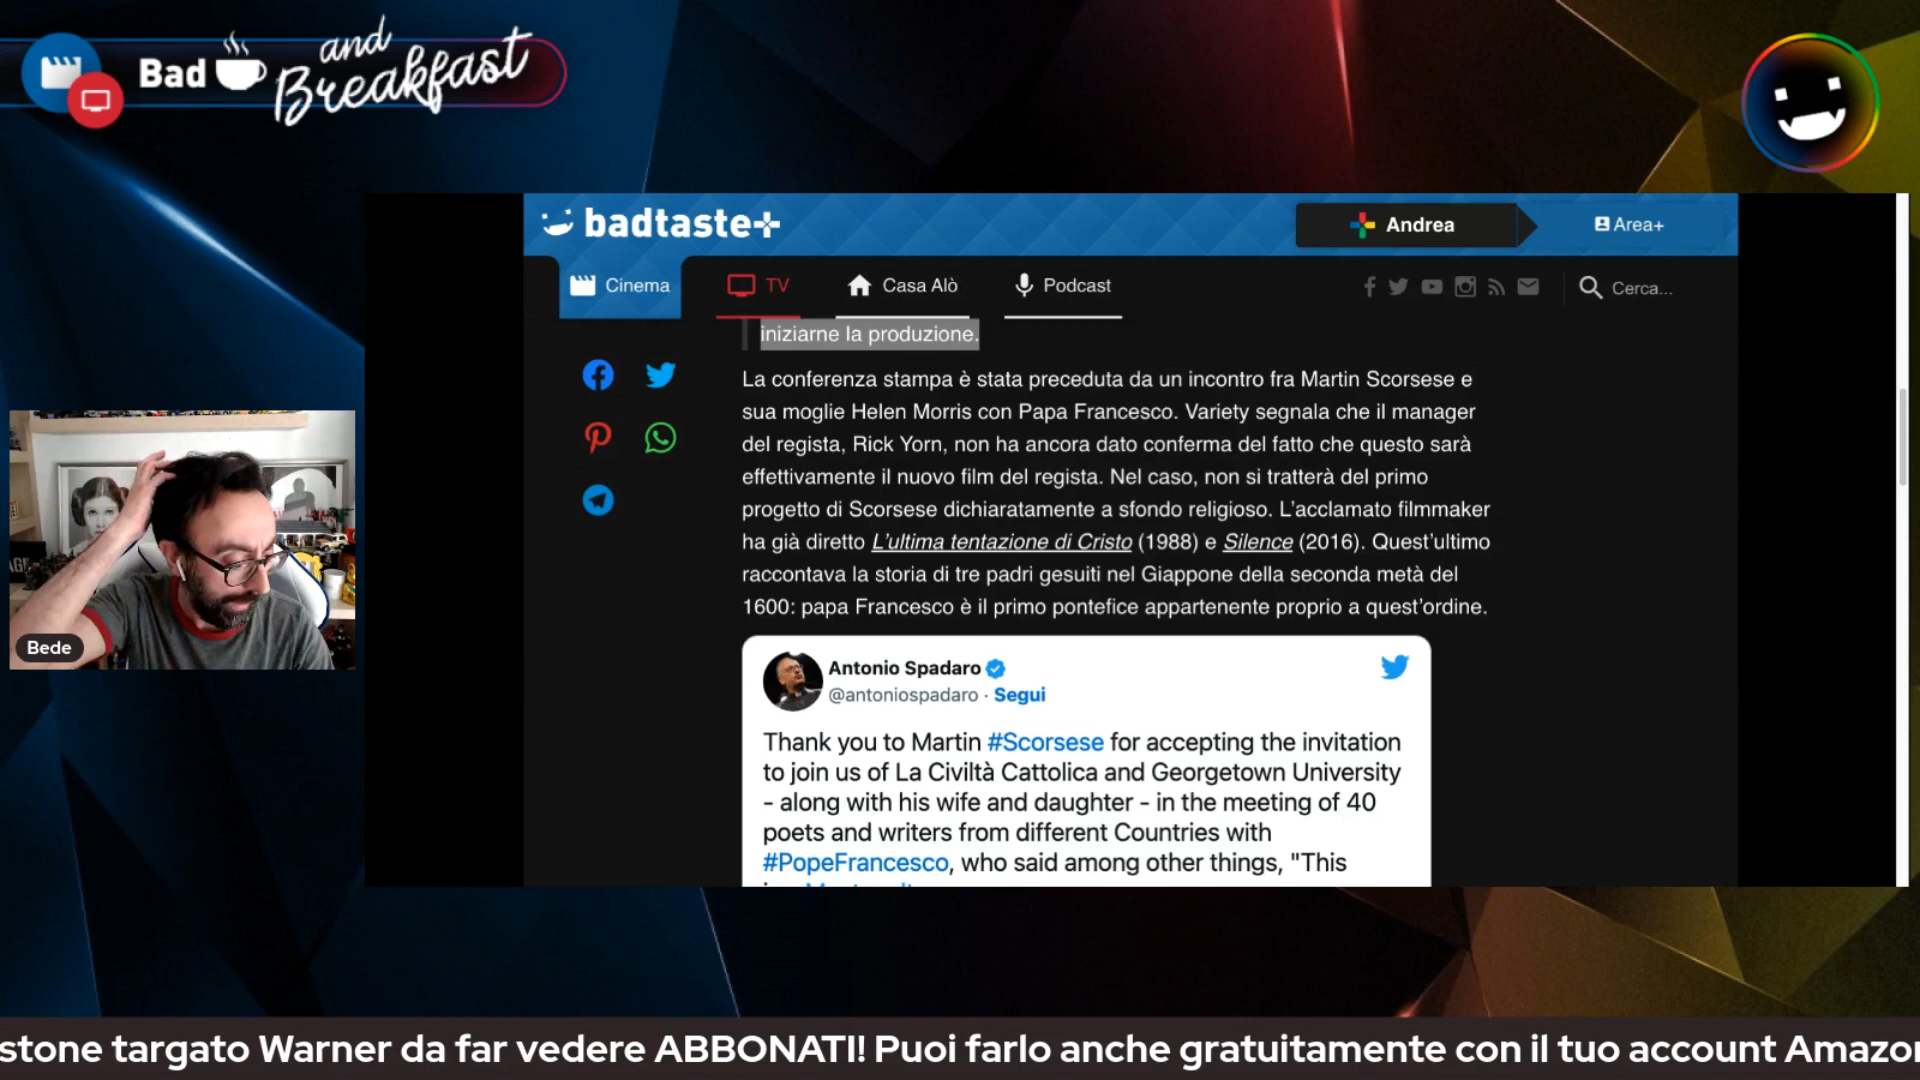 Bad and Breakfast
badtaste+
Andrea
Area+
Cinema
TV
Casa Alò
Podcast
Cerca...
iniziarne la produzione.
La conferenza stampa è stata preceduta da un incontro fra Martin Scorsese e
sua moglie Helen Morris con Papa Francesco. Variety segnala che il manager
del regista, Rick Yorn, non ha ancora dato conferma del fatto che questo sarà
effettivamente il nuovo film del regista. Nel caso, non si tratterà del primo
progetto di Scorsese dichiaratamente a sfondo religioso. L'acclamato filmmaker
ha già diretto L'ultima tentazione di Cristo (1988) e Silence (2016). Quest'ultimo
raccontava la storia di tre padri gesuiti nel Giappone della seconda metà del
1600: papa Francesco è il primo pontefice appartenente proprio a quest'ordine.
Antonio Spadaro
@antoniospadaro · Segui
Thank you to Martin #Scorsese for accepting the invitation
to join us of La Civiltà Cattolica and Georgetown University
- along with his wife and daughter - in the meeting of 40
poets and writers from different Countries with
#PopeFrancesco, who said among other things, "This
Bede
stone targato Warner da far vedere ABBONATI! Puoi farlo anche gratuitamente con il tuo account Amazon